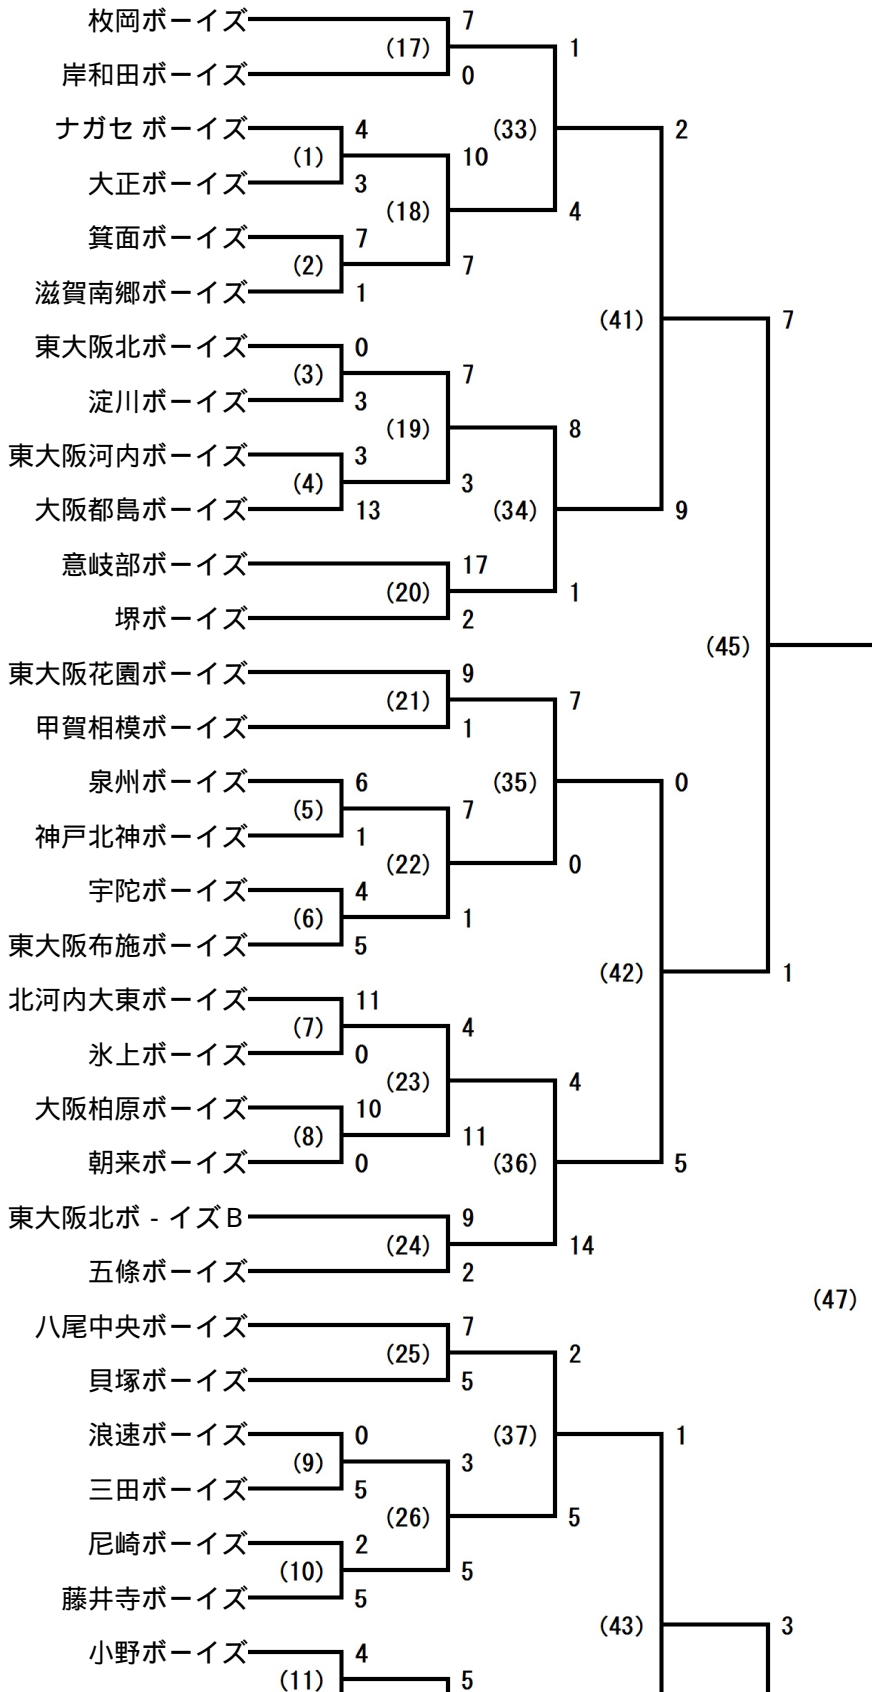 枚岡ボーイズ 7
(17) 1
岸和田ボーイズ 0
ナガセ ボーイズ 4 (33) 2
(1) 10
大正ボーイズ 3
(18) 4
箕面ボーイズ 7
(2) 7
滋賀南郷ボーイズ 1
(41) 7
東大阪北ボーイズ 0
(3) 7
淀川ボーイズ 3
(19) 8
東大阪河内ボーイズ 3
(4) 3
大阪都島ボーイズ 13 (34) 9
意岐部ボーイズ 17
(20) 1
堺ボーイズ 2
(45)
東大阪花園ボーイズ 9
(21) 7
甲賀相模ボーイズ 1
泉州ボーイズ 6 (35) 0
(5) 7
神戸北神ボーイズ 1
(22) 0
宇陀ボーイズ 4
(6) 1
東大阪布施ボーイズ 5
(42) 1
北河内大東ボーイズ 11
(7) 4
氷上ボーイズ 0
(23) 4
大阪柏原ボーイズ 10
(8) 11
朝来ボーイズ 0 (36) 5
東大阪北ボ - イズB 9
(24) 14
五條ボーイズ 2
(47)
八尾中央ボーイズ 7
(25) 2
貝塚ボーイズ 5
浪速ボーイズ 0 (37) 1
(9) 3
三田ボーイズ 5
(26) 5
尼崎ボーイズ 2
(10) 5
藤井寺ボーイズ 5
(43) 3
小野ボーイズ 4
(11) 5